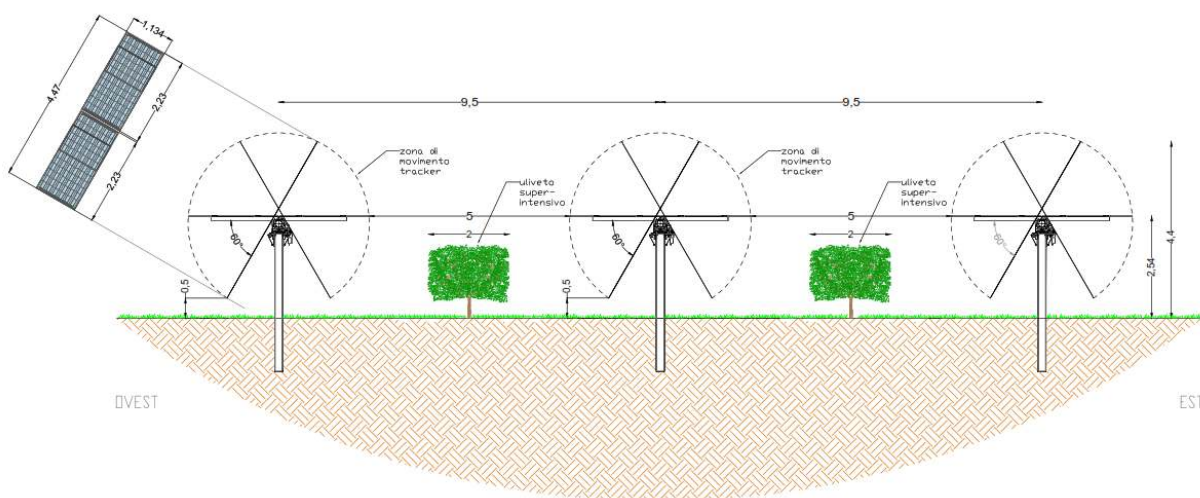 1,134
4,47
2,23
2,23
9,5
9,5
zona di
movimento
tracker
zona di
movimento
tracker
uliveto
super-
intensivo
uliveto
super-
intensivo
5
5
2
2
60°
60°
60°
0,5
0,5
2,54
4,4
OVEST
EST